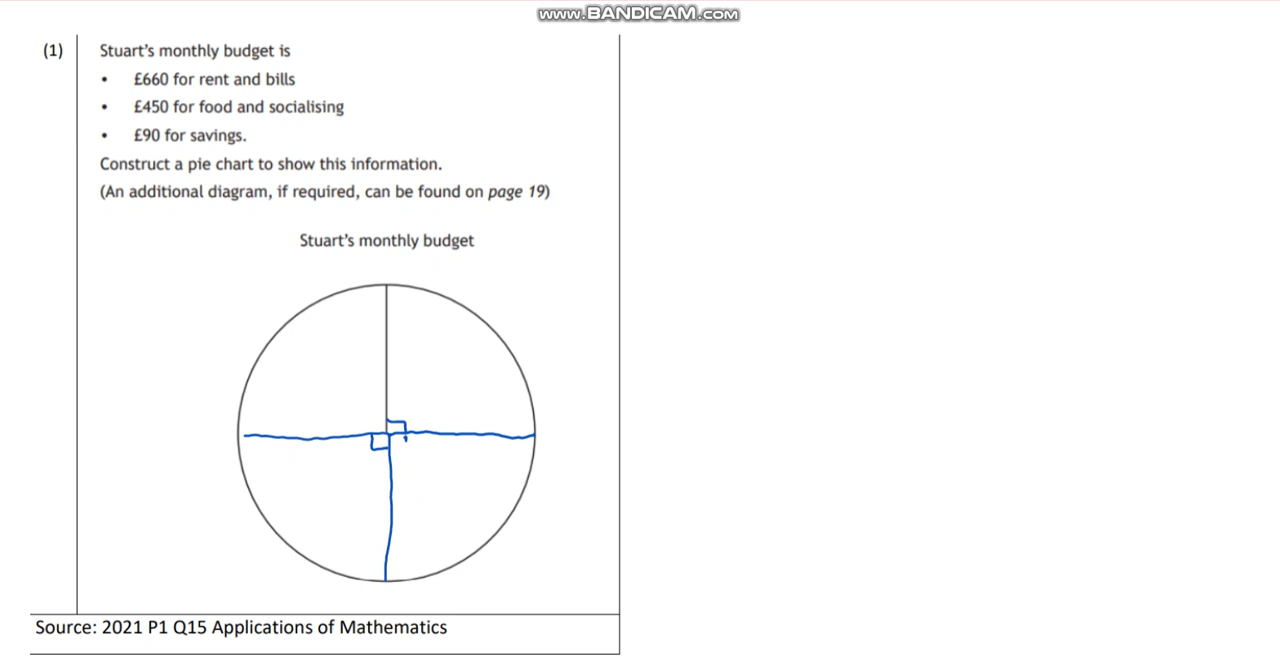 www.BANDICAM.com
(1) Stuart's monthly budget is
• £660 for rent and bills
• £450 for food and socialising
• £90 for savings.
Construct a pie chart to show this information.
(An additional diagram, if required, can be found on page 19)
Stuart's monthly budget
Source: 2021 P1 Q15 Applications of Mathematics